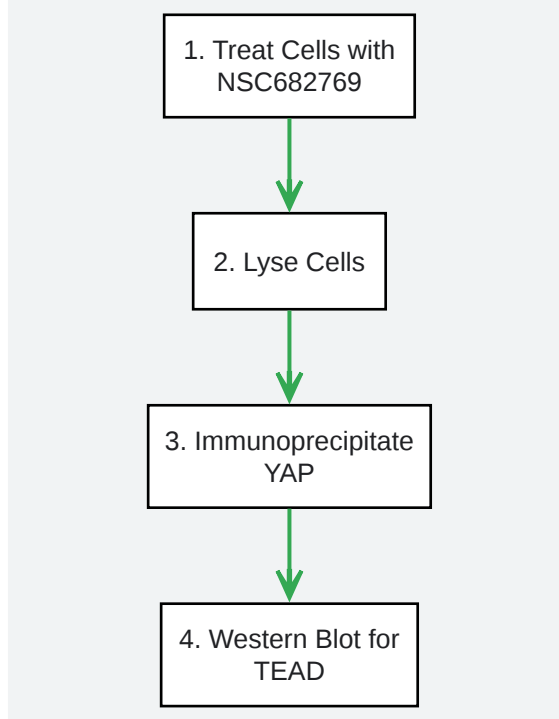 1. Treat Cells with
NSC682769
2. Lyse Cells
3. Immunoprecipitate
YAP
4. Western Blot for
TEAD